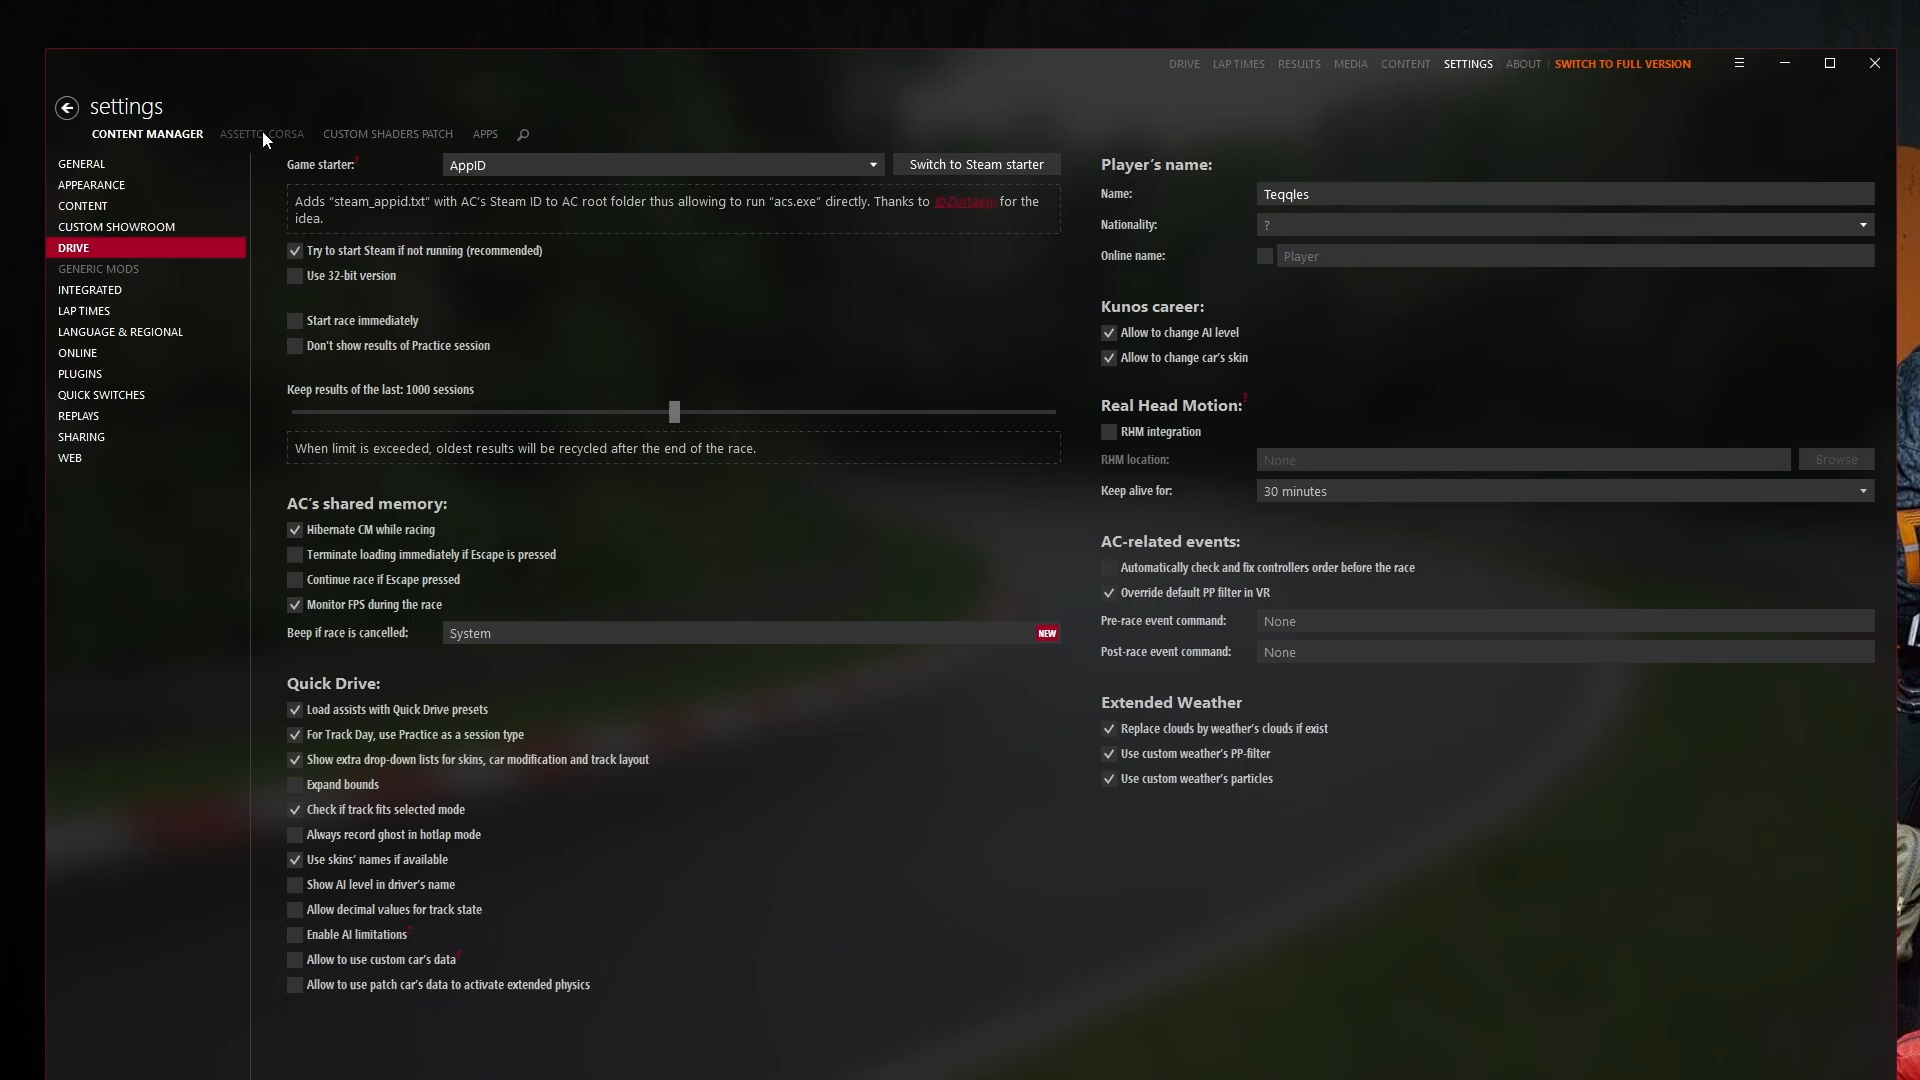 DRIVE LAP TIMES RESULTS MEDIA CONTENT SETTINGS ABOUT | SWITCH TO FULL VERSION
settings
CONTENT MANAGER ASSETTO CORSA CUSTOM SHADERS PATCH APPS
GENERAL
APPEARANCE
CONTENT
CUSTOM SHOWROOM
DRIVE
GENERIC MODS
INTEGRATED
LAP TIMES
LANGUAGE & REGIONAL
ONLINE
PLUGINS
QUICK SWITCHES
REPLAYS
SHARING
WEB
Game starter:? AppID Switch to Steam starter
Adds “steam_appid.txt” with AC's Steam ID to AC root folder thus allowing to run “acs.exe” directly. Thanks to @Zkirtaem for the
idea.
Try to start Steam if not running (recommended)
Use 32-bit version
Start race immediately
Don't show results of Practice session
Keep results of the last: 1000 sessions
When limit is exceeded, oldest results will be recycled after the end of the race.
AC's shared memory:
Hibernate CM while racing
Terminate loading immediately if Escape is pressed
Continue race if Escape pressed
Monitor FPS during the race
Beep if race is cancelled: System NEW
Quick Drive:
Load assists with Quick Drive presets
For Track Day, use Practice as a session type
Show extra drop-down lists for skins, car modification and track layout
Expand bounds
Check if track fits selected mode
Always record ghost in hotlap mode
Use skins' names if available
Show AI level in driver's name
Allow decimal values for track state
Enable AI limitations?
Allow to use custom car's data?
Allow to use patch car's data to activate extended physics
Player's name:
Name: Teqqles
Nationality: ?
Online name: Player
Kunos career:
Allow to change AI level
Allow to change car's skin
Real Head Motion:?
RHM integration
RHM location: None Browse
Keep alive for: 30 minutes
AC-related events:
Automatically check and fix controllers order before the race
Override default PP filter in VR
Pre-race event command: None
Post-race event command: None
Extended Weather
Replace clouds by weather's clouds if exist
Use custom weather's PP-filter
Use custom weather's particles